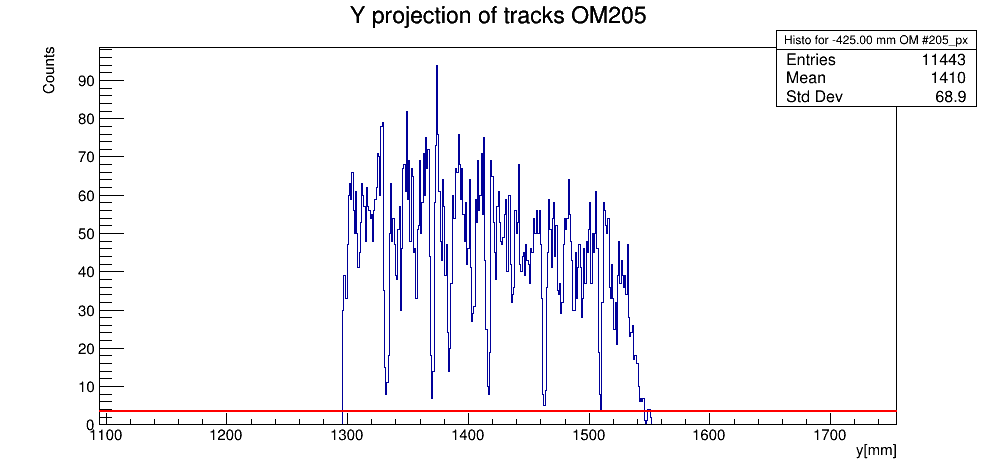 Y projection of tracks OM205
Histo for -425.00 mm OM #205_px
Entries 11443
Mean 1410
Std Dev 68.9
Counts
90
80
70
60
50
40
30
20
10
0
1100 1200 1300 1400 1500 1600 1700
y[mm]